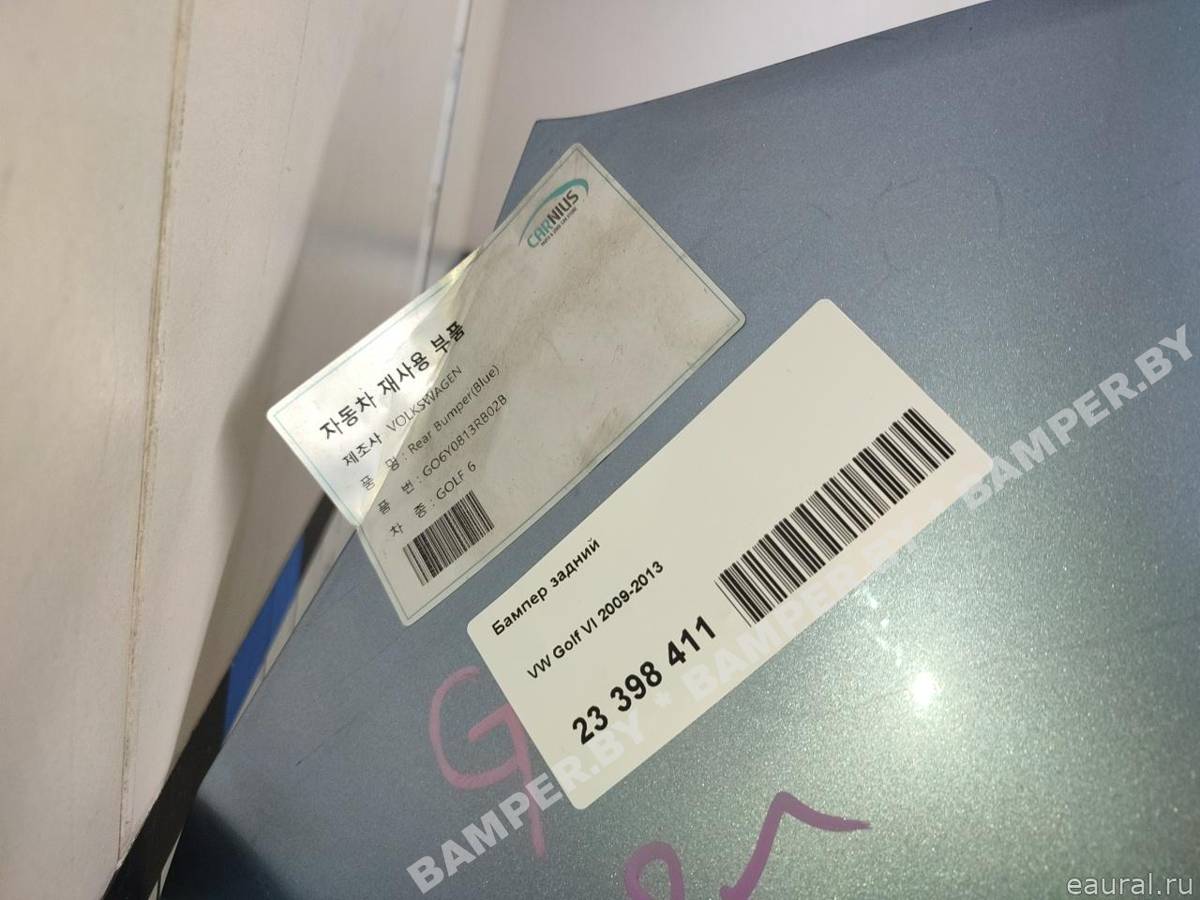 CARNIUS
자동차 재사용 부품
제조사 VOLKSWAGEN
품 명 : Rear Bumper(Blue)
품 번 : GO6Y0813RB02B
차 종 : GOLF 6
Бампер задний
VW Golf VI 2009-2013
23 398 411
G
BAMPER.BY * BAMPER.BY BAMPER.BY BAMPER.BY
eaural.ru